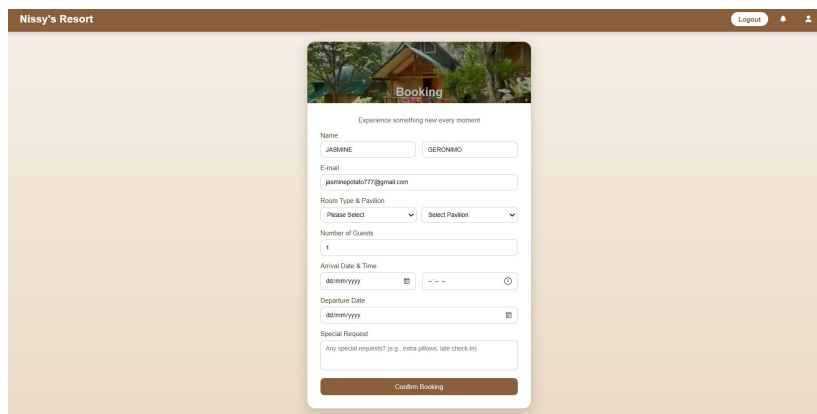 Nissy's Resort Logout
Booking
Experience something new every moment
Name
JASMINE GERONIMO
E-mail
jasminepotato777@gmail.com
Room Type & Pavilion
Please Select Select Pavilion
Number of Guests
1
Arrival Date & Time
dd/mm/yyyy --:-- --
Departure Date
dd/mm/yyyy
Special Request
Any special requests? (e.g., extra pillows, late check-in)
Confirm Booking